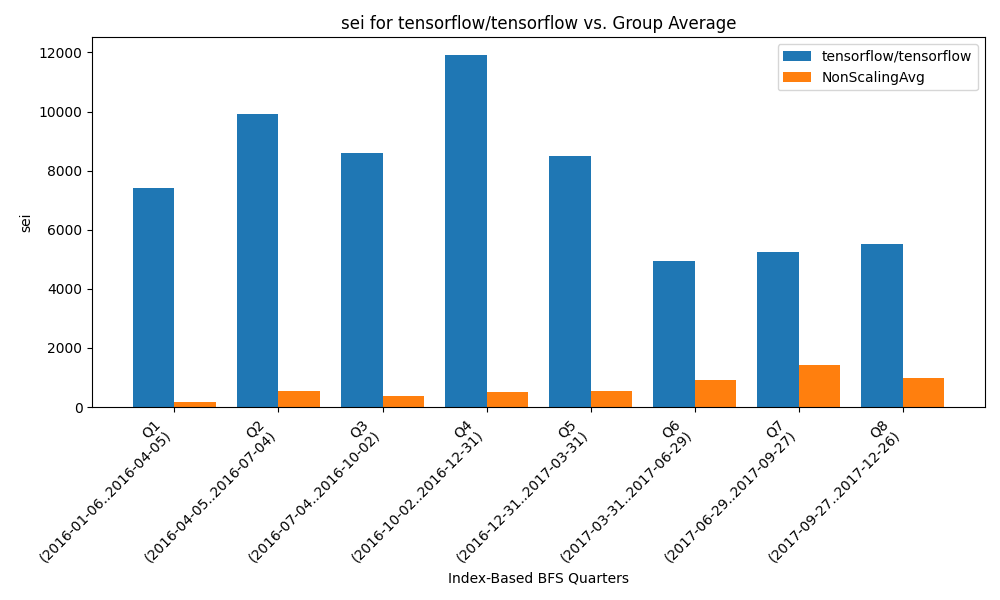 sei for tensorflow/tensorflow vs. Group Average
tensorflow/tensorflow
NonScalingAvg
sei
12000
10000
8000
6000
4000
2000
0
Q1
(2016-01-06..2016-04-05)
Q2
(2016-04-05..2016-07-04)
Q3
(2016-07-04..2016-10-02)
Q4
(2016-10-02..2016-12-31)
Q5
(2016-12-31..2017-03-31)
Q6
(2017-03-31..2017-06-29)
Q7
(2017-06-29..2017-09-27)
Q8
(2017-09-27..2017-12-26)
Index-Based BFS Quarters